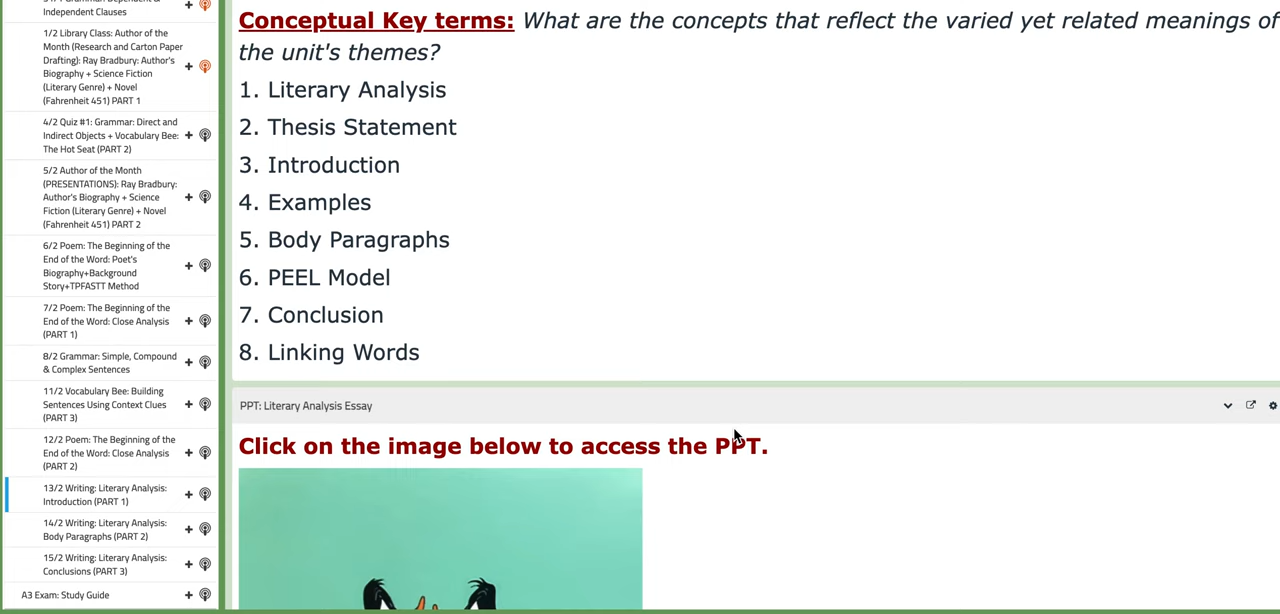 Independent Clauses
1/2 Library Class: Author of the
Month (Research and Carton Paper
Drafting): Ray Bradbury: Author's
Biography + Science Fiction
(Literary Genre) + Novel
(Fahrenheit 451) PART 1
4/2 Quiz #1: Grammar: Direct and
Indirect Objects + Vocabulary Bee:
The Hot Seat (PART 2)
5/2 Author of the Month
(PRESENTATIONS): Ray Bradbury:
Author's Biography + Science
Fiction (Literary Genre) + Novel
(Fahrenheit 451) PART 2
6/2 Poem: The Beginning of the
End of the Word: Poet's
Biography+Background
Story+TPFASTT Method
7/2 Poem: The Beginning of the
End of the Word: Close Analysis
(PART 1)
8/2 Grammar: Simple, Compound
& Complex Sentences
11/2 Vocabulary Bee: Building
Sentences Using Context Clues
(PART 3)
12/2 Poem: The Beginning of the
End of the Word: Close Analysis
(PART 2)
13/2 Writing: Literary Analysis:
Introduction (PART 1)
14/2 Writing: Literary Analysis:
Body Paragraphs (PART 2)
15/2 Writing: Literary Analysis:
Conclusions (PART 3)
A3 Exam: Study Guide
Conceptual Key terms: What are the concepts that reflect the varied yet related meanings of
the unit's themes?
1. Literary Analysis
2. Thesis Statement
3. Introduction
4. Examples
5. Body Paragraphs
6. PEEL Model
7. Conclusion
8. Linking Words
PPT: Literary Analysis Essay
Click on the image below to access the PPT.